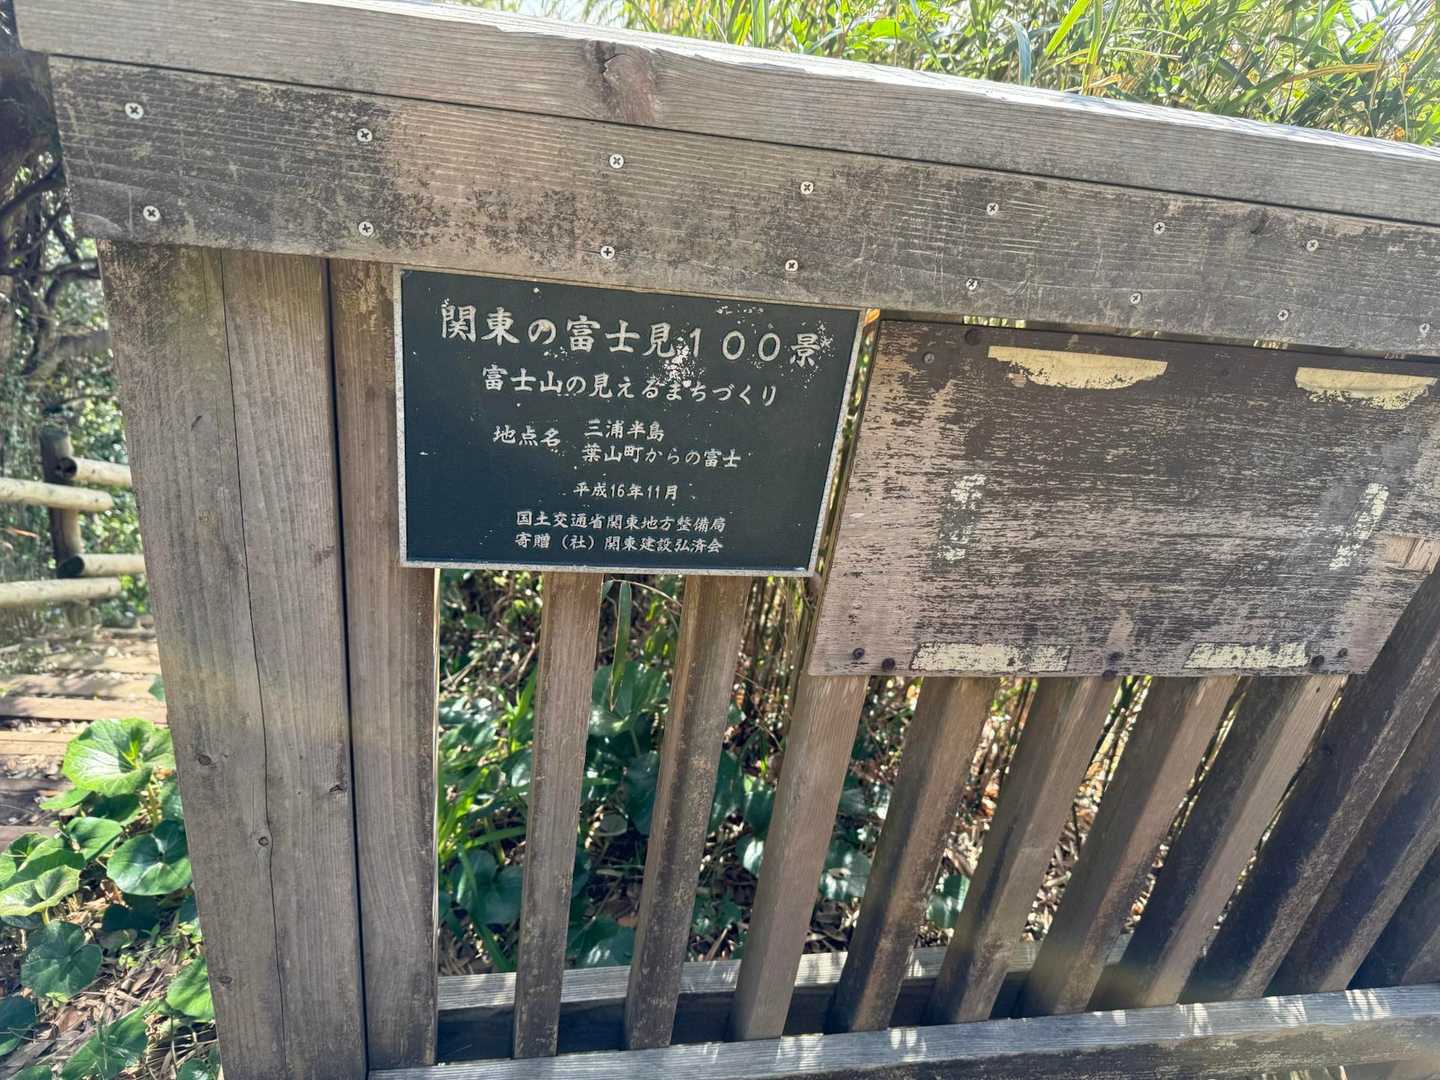 関東の富士見１００景
富士山の見えるまちづくり
地点名 三浦半島
葉山町からの富士
平成16年11月
国土交通省関東地方整備局
寄贈（社）関東建設弘済会